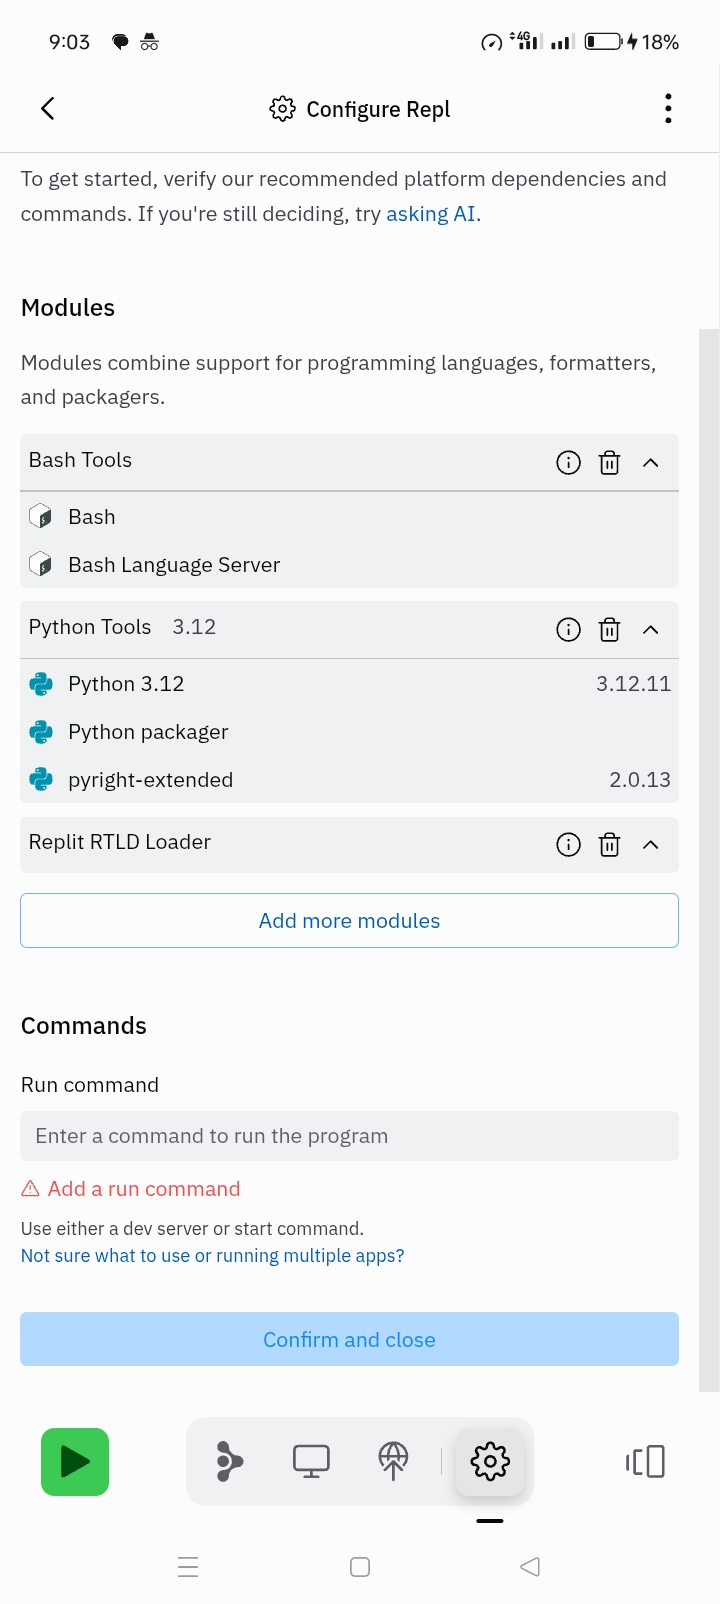 9:03
4G
18%
Configure Repl
To get started, verify our recommended platform dependencies and
commands. If you're still deciding, try asking AI.
Modules
Modules combine support for programming languages, formatters,
and packagers.
Bash Tools
Bash
Bash Language Server
Python Tools 3.12
Python 3.12 3.12.11
Python packager
pyright-extended 2.0.13
Replit RTLD Loader
Add more modules
Commands
Run command
Enter a command to run the program
Add a run command
Use either a dev server or start command.
Not sure what to use or running multiple apps?
Confirm and close